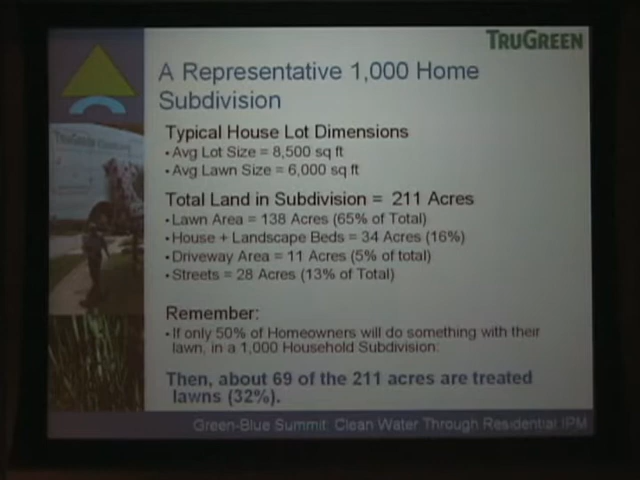 TRUGREEN
A Representative 1,000 Home
Subdivision
Typical House Lot Dimensions
• Avg Lot Size = 8,500 sq ft
• Avg Lawn Size = 6,000 sq ft
Total Land in Subdivision = 211 Acres
• Lawn Area = 138 Acres (65% of Total)
• House + Landscape Beds = 34 Acres (16%)
• Driveway Area = 11 Acres (5% of total)
• Streets = 28 Acres (13% of Total)
Remember:
• If only 50% of Homeowners will do something with their
lawn, in a 1,000 Household Subdivision:
Then, about 69 of the 211 acres are treated
lawns (32%).
Green-Blue Summit: Clean Water Through Residential IPM